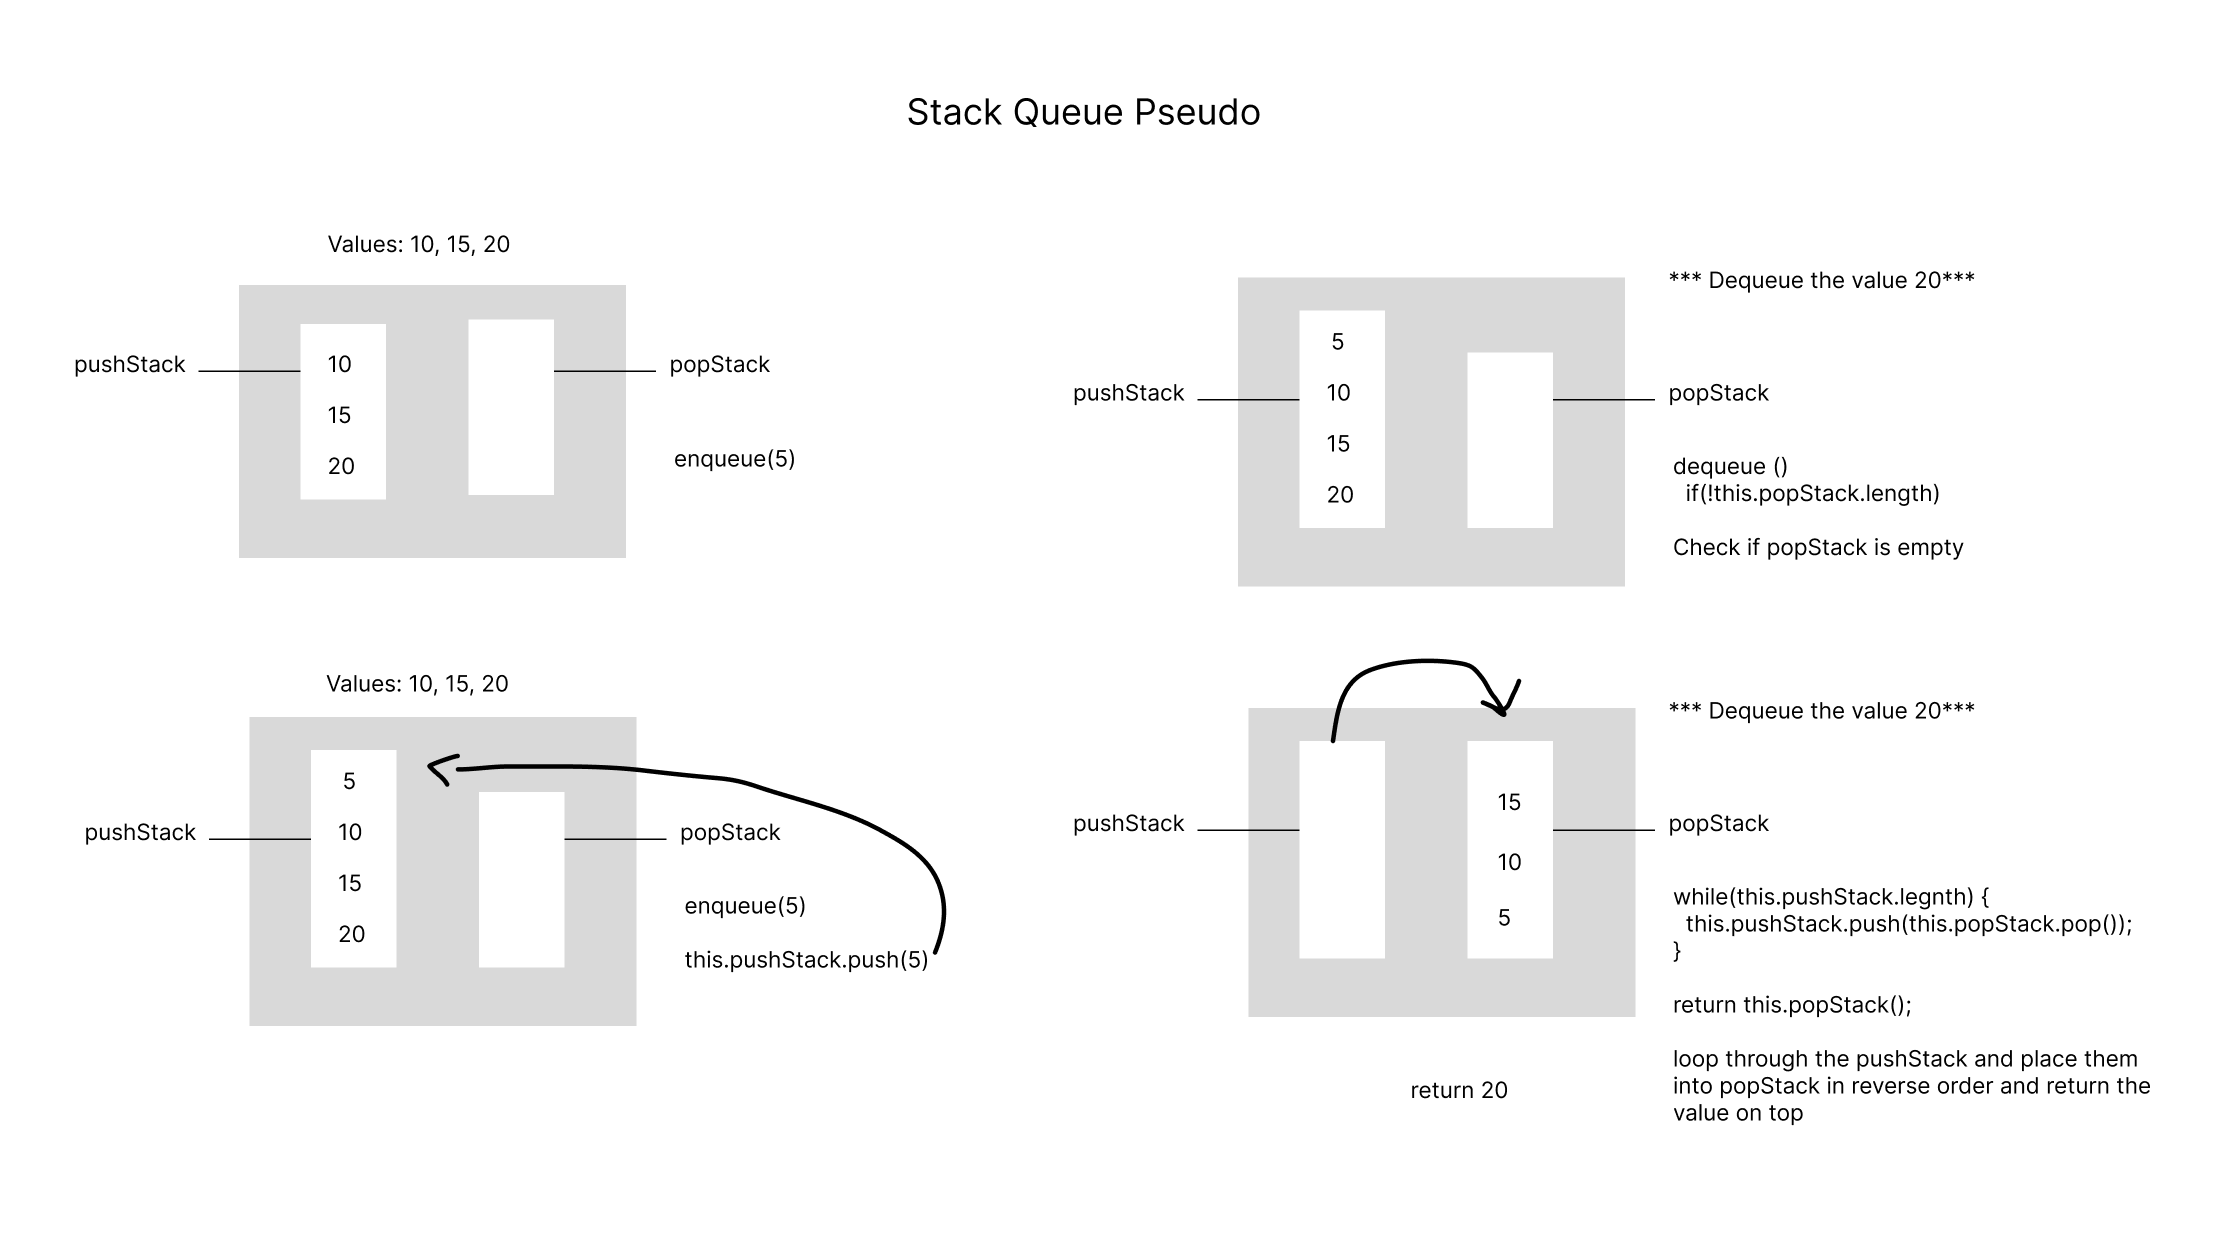 Stack Queue Pseudo
Values: 10, 15, 20
pushStack
10
15
20
popStack
enqueue(5)
*** Dequeue the value 20***
pushStack
5
10
15
20
popStack
dequeue ()
if(!this.popStack.length)
Check if popStack is empty
Values: 10, 15, 20
pushStack
5
10
15
20
popStack
enqueue(5)
this.pushStack.push(5)
*** Dequeue the value 20***
pushStack
15
10
5
popStack
while(this.pushStack.legnth) {
this.pushStack.push(this.popStack.pop());
}
return this.popStack();
loop through the pushStack and place them
into popStack in reverse order and return the
value on top
return 20